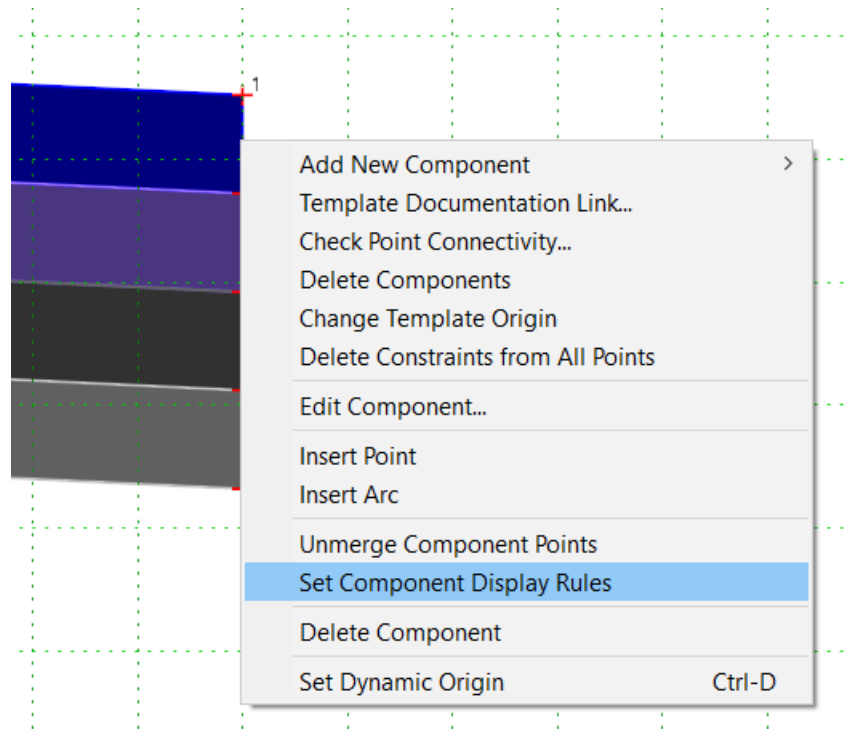 1
Add New Component >
Template Documentation Link...
Check Point Connectivity...
Delete Components
Change Template Origin
Delete Constraints from All Points
Edit Component...
Insert Point
Insert Arc
Unmerge Component Points
Set Component Display Rules
Delete Component
Set Dynamic Origin Ctrl-D